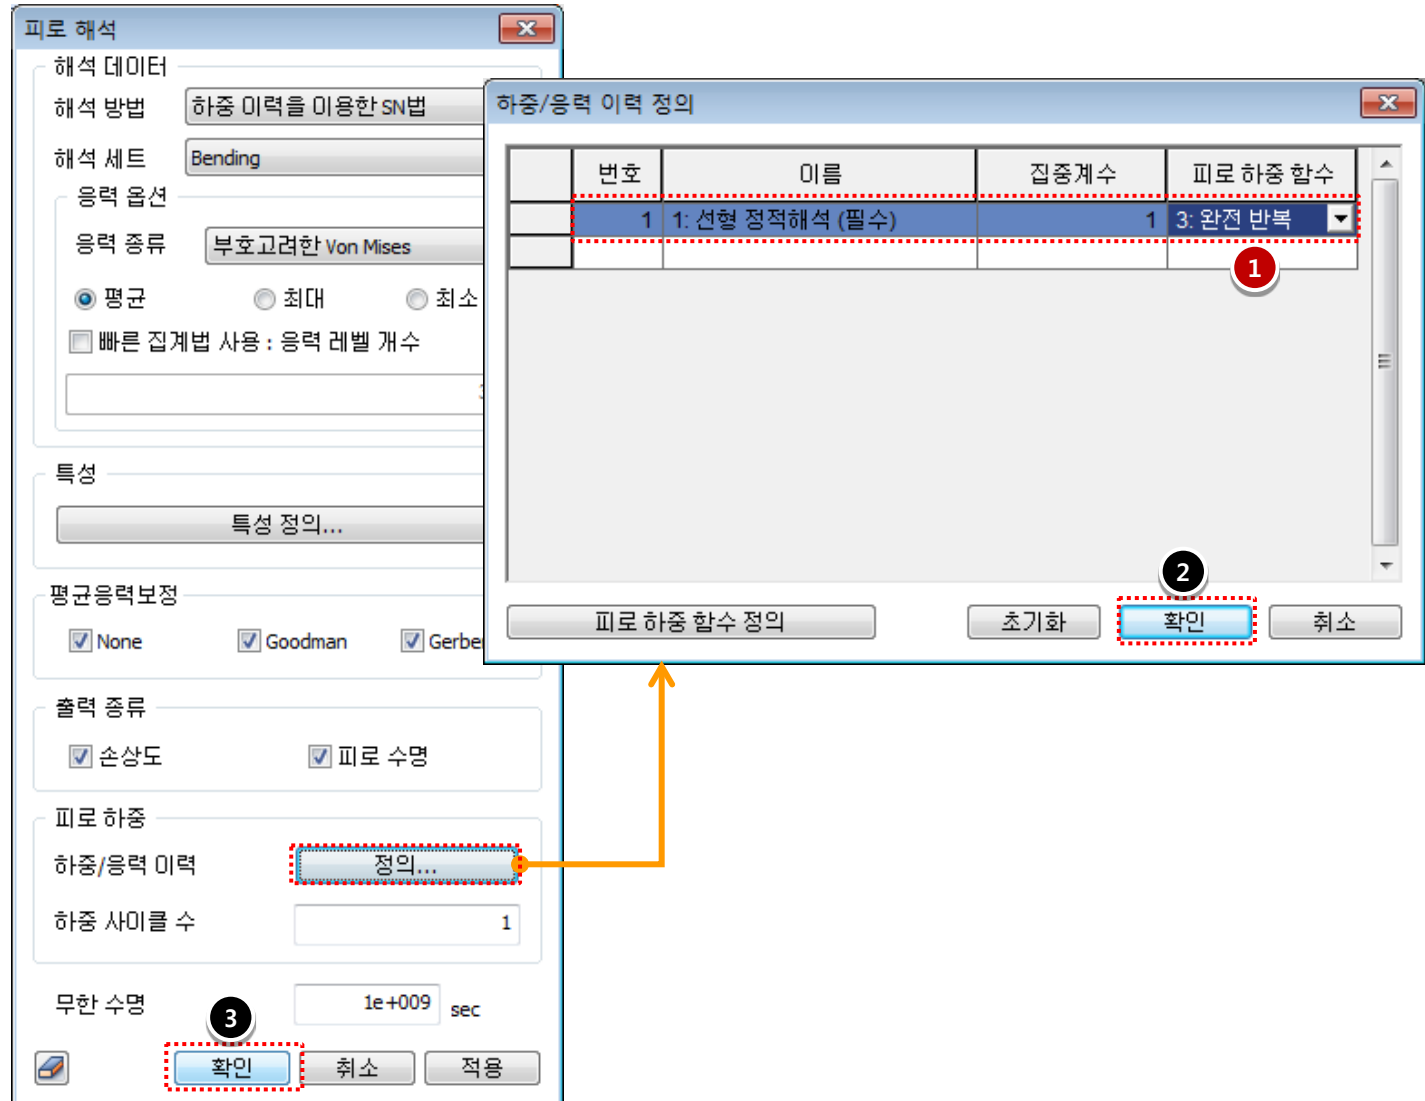 피로 해석
해석 데이터
해석 방법 하중 이력을 이용한 SN법
해석 세트 Bending
응력 옵션
응력 종류 부호고려한 Von Mises
평균 최대 최소
빠른 집계법 사용 : 응력 레벨 개수
특성
특성 정의...
평균응력보정
None Goodman Gerber
출력 종류
손상도 피로 수명
피로 하중
하중/응력 이력 정의...
하중 사이클 수 1
무한 수명 1e+009 sec
3
확인 취소 적용
하중/응력 이력 정의
번호 이름 집중계수 피로 하중 함수
1 1: 선형 정적해석 (필수) 1 3: 완전 반복
1
2
피로 하중 함수 정의 초기화 확인 취소